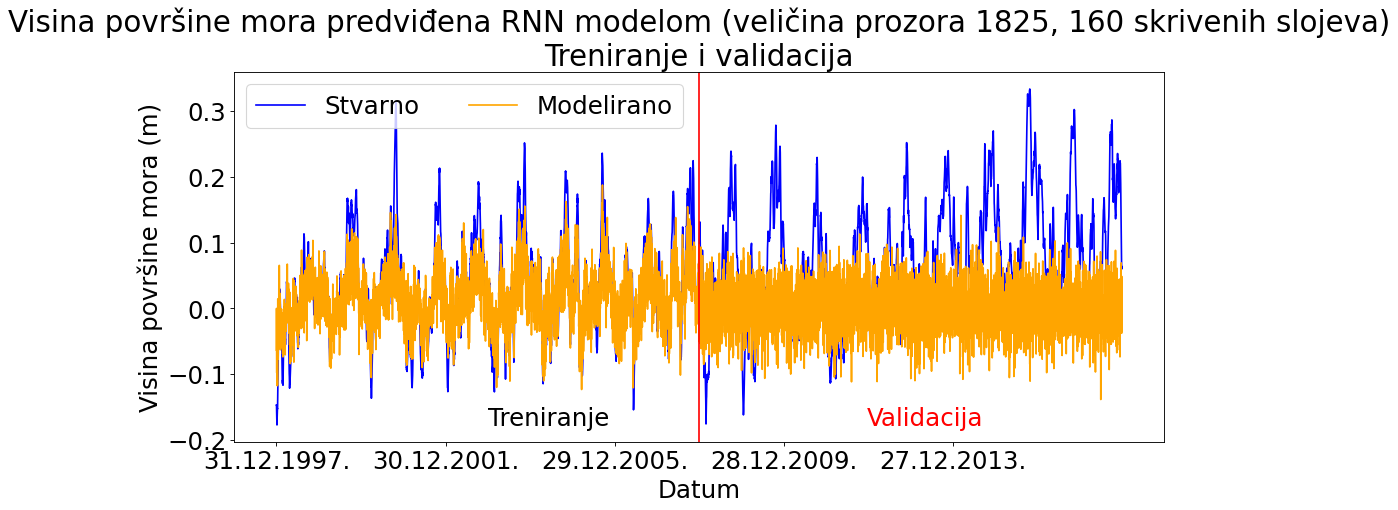 Visina površine mora predviđena RNN modelom (veličina prozora 1825, 160 skrivenih slojeva)
Treniranje i validacija
Stvarno Modelirano
Visina površine mora (m)
0.3
0.2
0.1
0.0
−0.1
−0.2
Treniranje Validacija
31.12.1997. 30.12.2001. 29.12.2005. 28.12.2009. 27.12.2013.
Datum